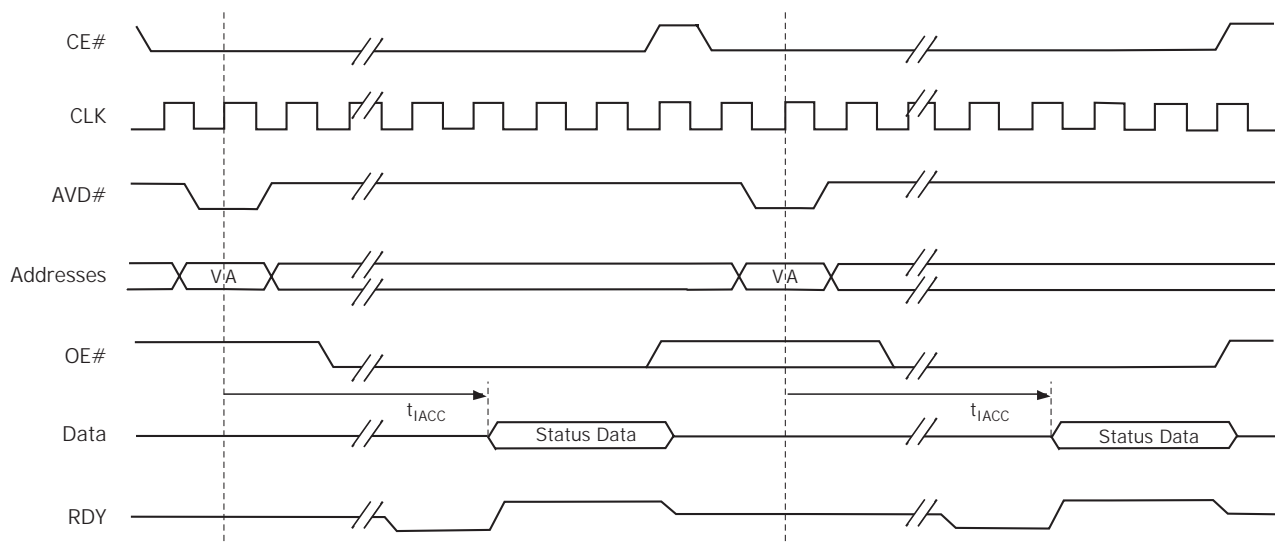 CE#
CLK
AVD#
Addresses VA VA
OE#
tIACC tIACC
Data Status Data Status Data
RDY